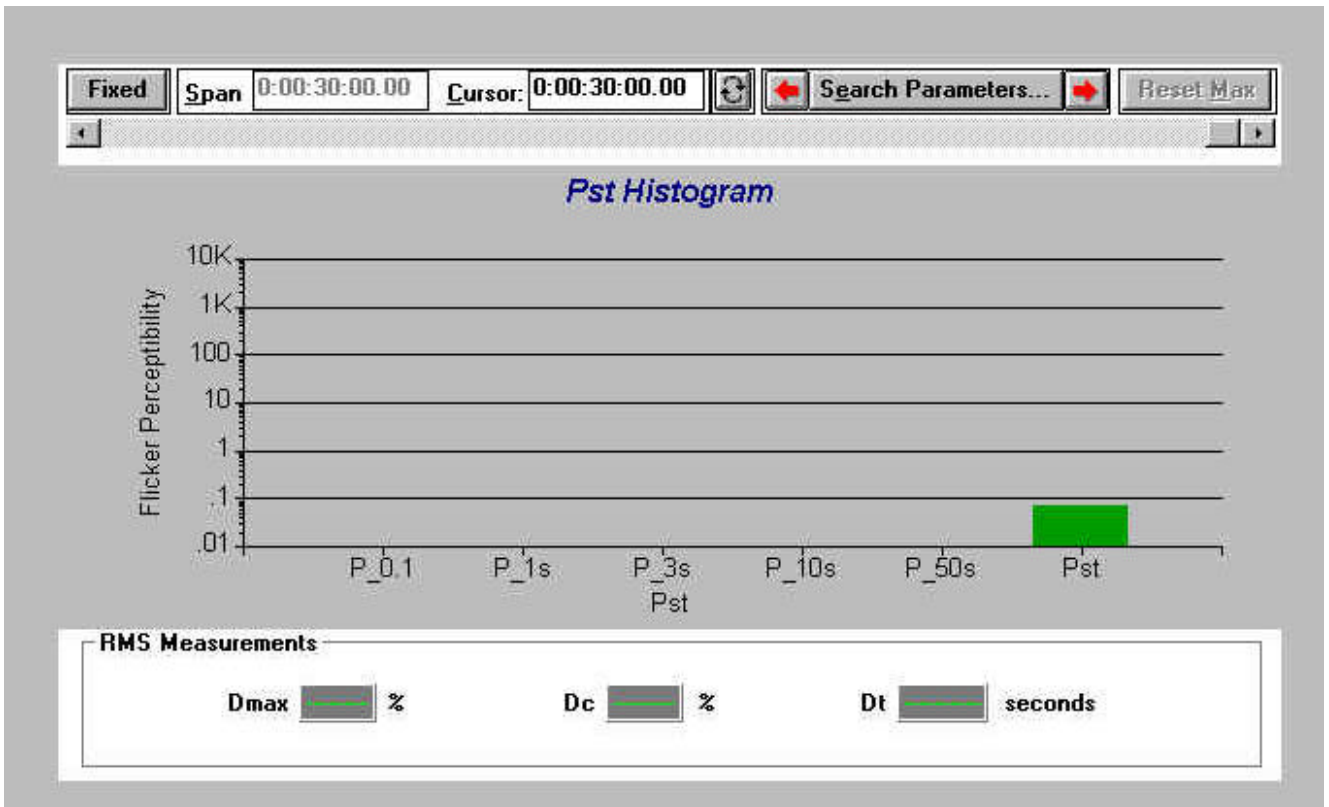 Fixed Span 0:00:30:00.00 Cursor: 0:00:30:00.00 Search Parameters... Reset Max
Pst Histogram
Flicker Perceptibility
10K
1K
100
10
1
.1
.01
P_0.1 P_1s P_3s P_10s P_50s Pst
Pst
RMS Measurements
Dmax % Dc % Dt seconds